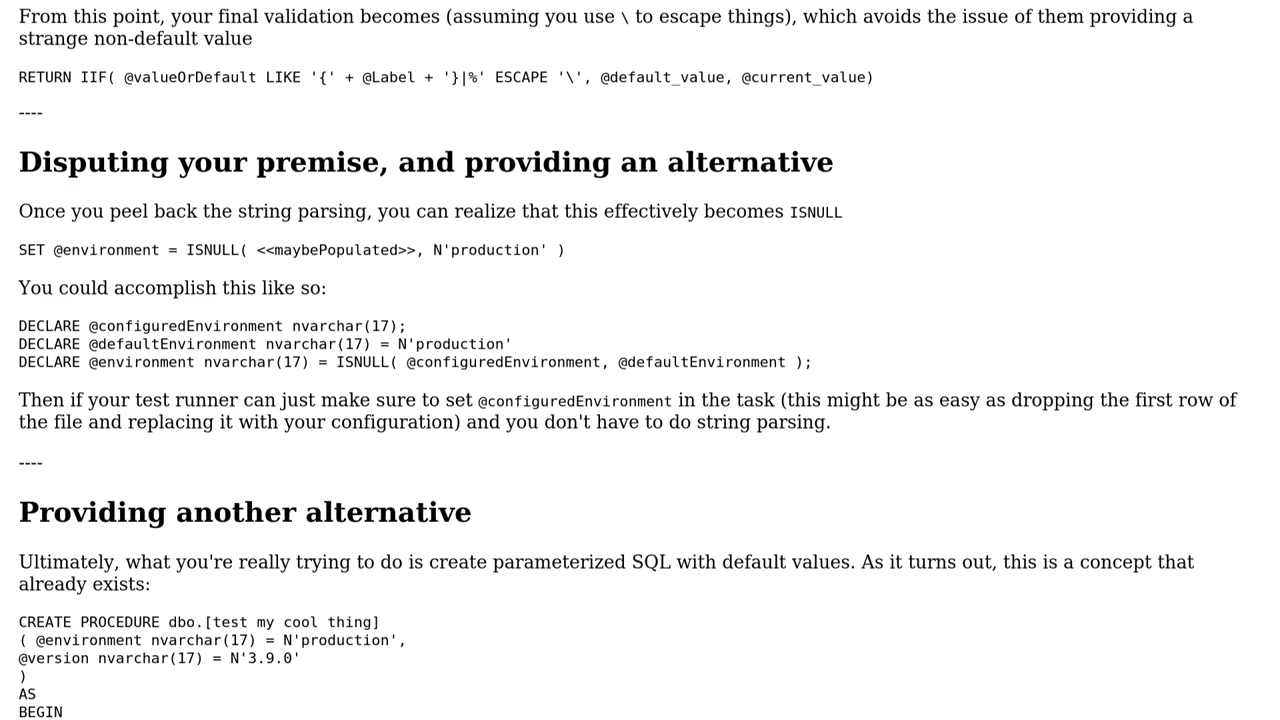 From this point, your final validation becomes (assuming you use \ to escape things), which avoids the issue of them providing a
strange non-default value
RETURN IIF( @valueOrDefault LIKE '{' + @Label + '}|%' ESCAPE '\', @default_value, @current_value)
----
Disputing your premise, and providing an alternative
Once you peel back the string parsing, you can realize that this effectively becomes ISNULL
SET @environment = ISNULL( <<maybePopulated>>, N'production' )
You could accomplish this like so:
DECLARE @configuredEnvironment nvarchar(17);
DECLARE @defaultEnvironment nvarchar(17) = N'production'
DECLARE @environment nvarchar(17) = ISNULL( @configuredEnvironment, @defaultEnvironment );
Then if your test runner can just make sure to set @configuredEnvironment in the task (this might be as easy as dropping the first row of
the file and replacing it with your configuration) and you don't have to do string parsing.
----
Providing another alternative
Ultimately, what you're really trying to do is create parameterized SQL with default values. As it turns out, this is a concept that
already exists:
CREATE PROCEDURE dbo.[test my cool thing]
( @environment nvarchar(17) = N'production',
@version nvarchar(17) = N'3.9.0'
)
AS
BEGIN